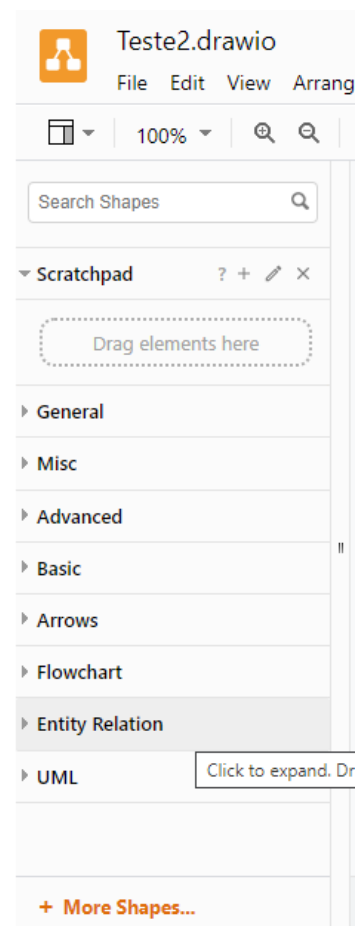 Teste2.drawio
File Edit View Arrang
100%
Search Shapes
Scratchpad ? +
Drag elements here
General
Misc
Advanced
Basic
Arrows
Flowchart
Entity Relation
Click to expand. Dr
UML
+ More Shapes...